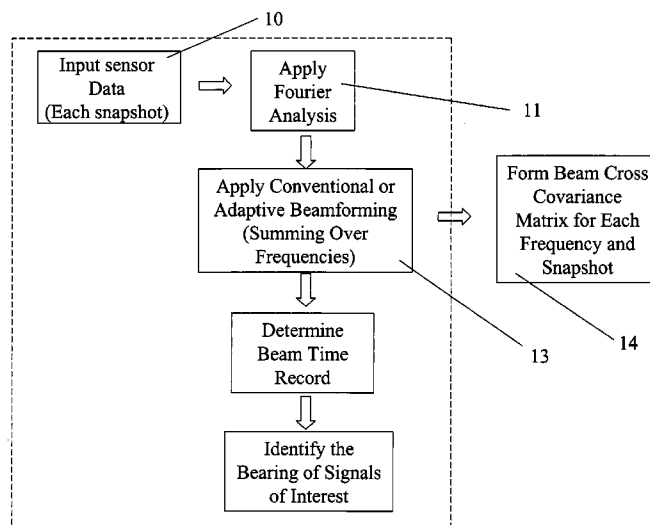 10
Input sensor
Data
(Each snapshot)
Apply
Fourier
Analysis
11
Apply Conventional or
Adaptive Beamforming
(Summing Over
Frequencies)
13
Form Beam Cross
Covariance
Matrix for Each
Frequency and
Snapshot
14
Determine
Beam Time
Record
Identify the
Bearing of Signals
of Interest